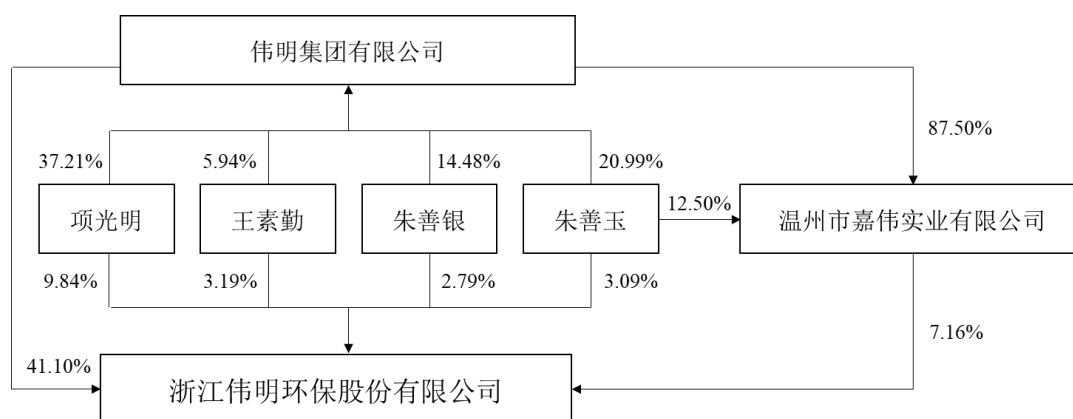 伟明集团有限公司
87.50%
37.21%
5.94%
14.48%
20.99%
项光明
王素勤
朱善银
朱善玉
12.50%
温州市嘉伟实业有限公司
9.84%
3.19%
2.79%
3.09%
7.16%
41.10%
浙江伟明环保股份有限公司